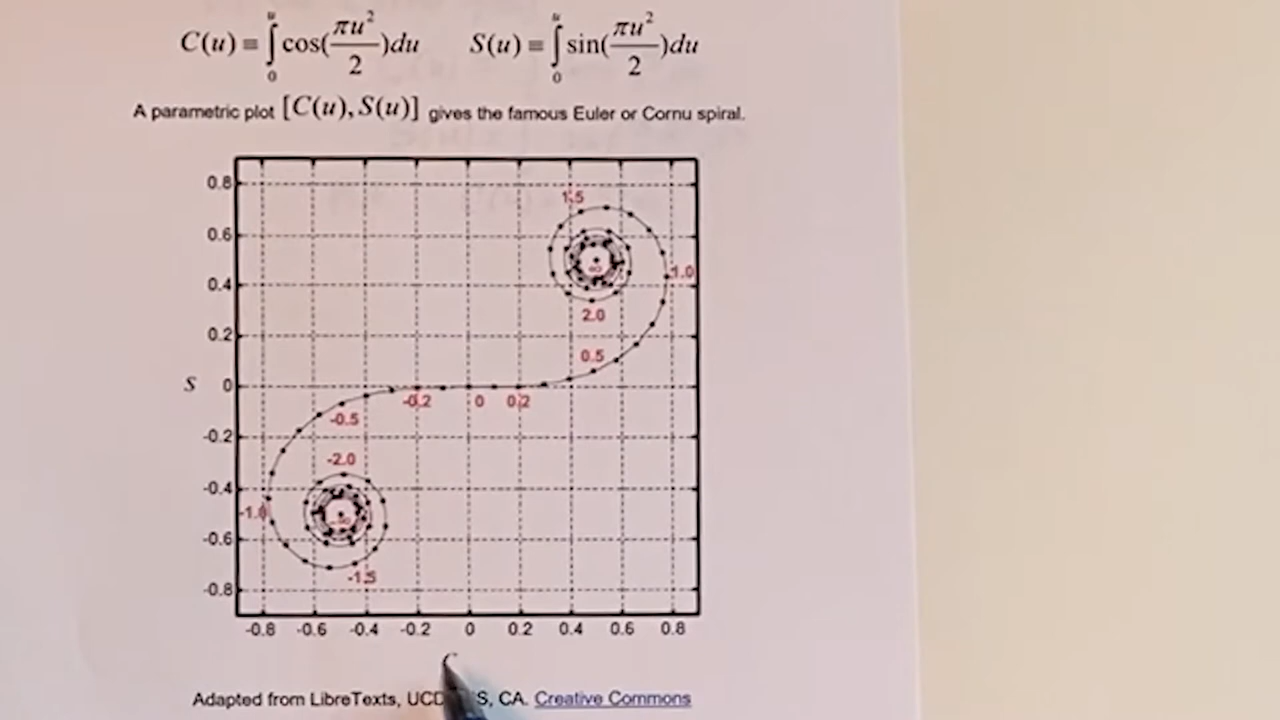 C(u) ≡ ∫₀ᵘ cos(πu²/2)du S(u) ≡ ∫₀ᵘ sin(πu²/2)du
A parametric plot [C(u), S(u)] gives the famous Euler or Cornu spiral.
0.8
1.5
0.6
∞ 1.0
0.4
2.0
0.2
0.5
S 0
-0.2 0 0.2
-0.5
-0.2
-2.0
-0.4
-1.0 -∞
-0.6
-1.5
-0.8
-0.8 -0.6 -0.4 -0.2 0 0.2 0.4 0.6 0.8
Adapted from LibreTexts, CA. Creative Commons